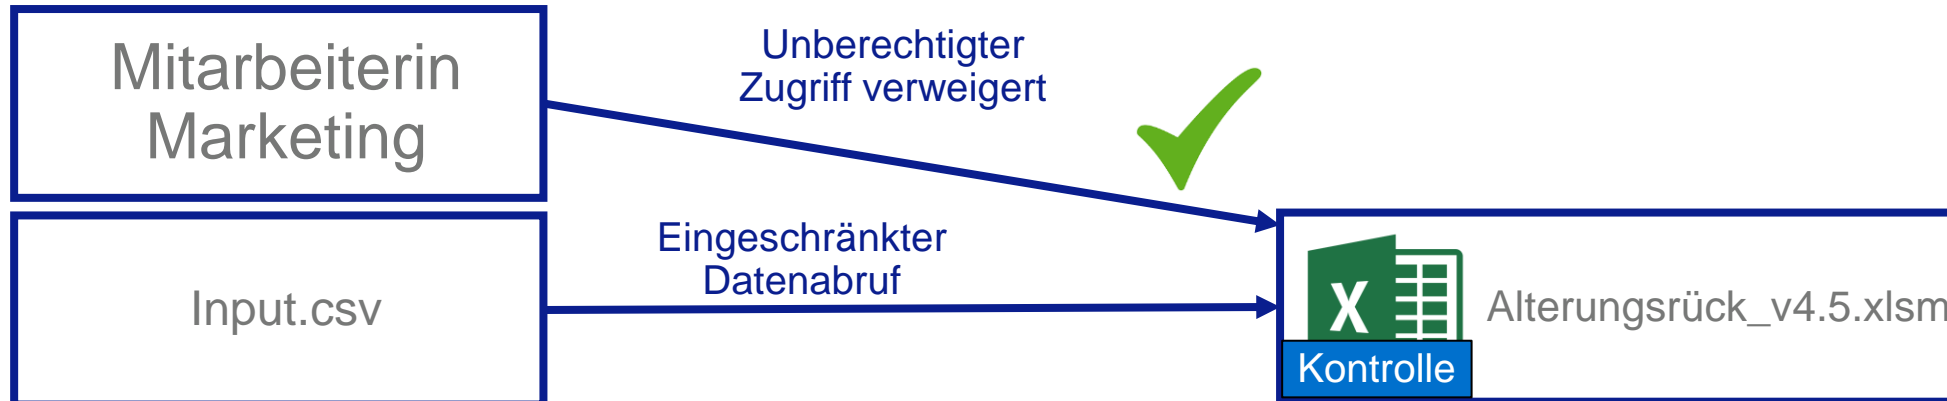 Mitarbeiterin
Marketing
Unberechtigter
Zugriff verweigert
Input.csv
Eingeschränkter
Datenabruf
X
Alterungsrück_v4.5.xlsm
Kontrolle